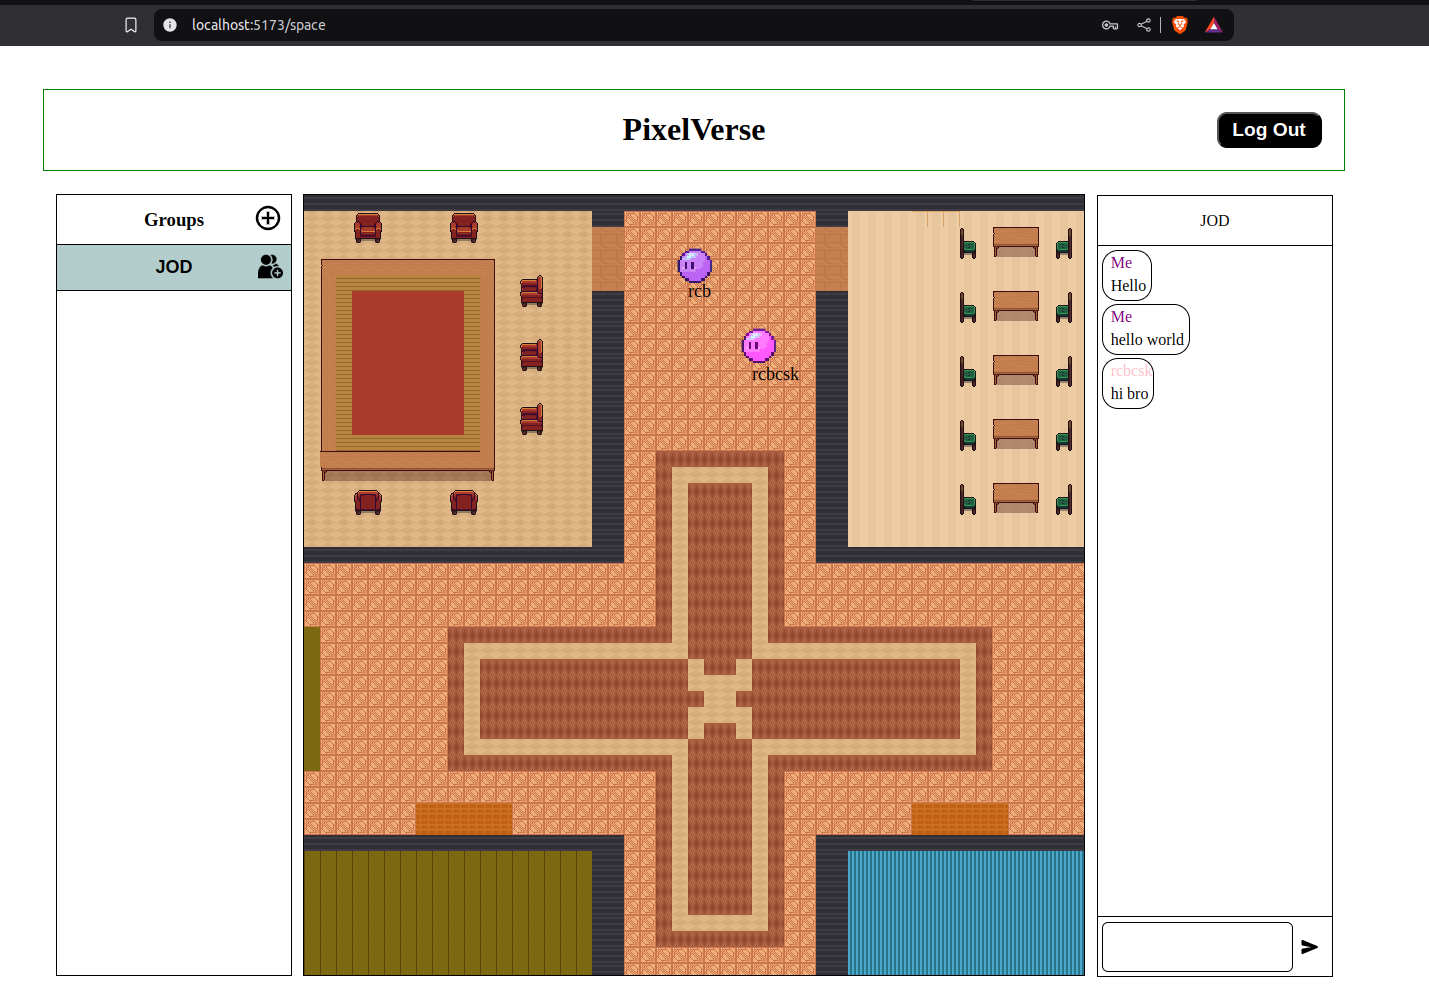 localhost:5173/space
PixelVerse
Log Out
Groups
JOD
rcb
rcbcsk
JOD
Me
Hello
Me
hello world
rcbcsk
hi bro